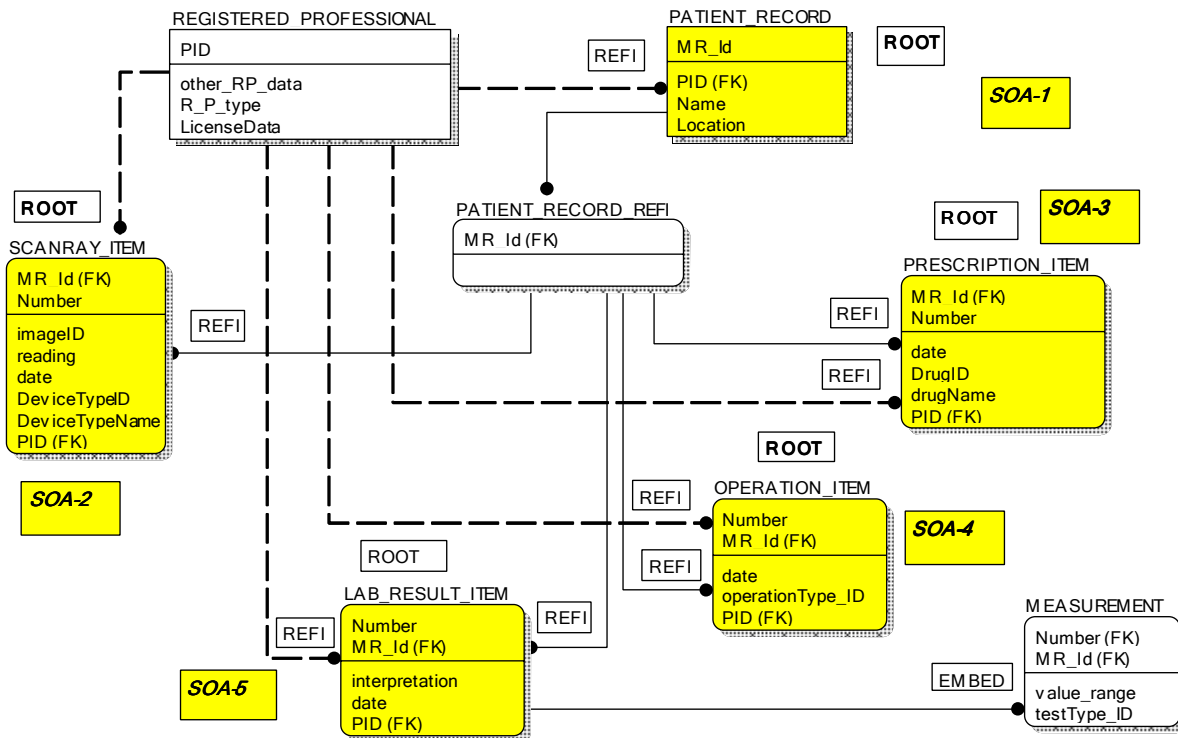 REGISTERED_PROFESSIONAL
PID
other_RP_data
R_P_type
LicenseData
REFI
PATIENT_RECORD
MR_Id
PID (FK)
Name
Location
ROOT
SOA-1
PATIENT_RECORD_REFI
MR_Id (FK)
ROOT
SCANRAY_ITEM
MR_Id (FK)
Number
imageID
reading
date
DeviceTypeID
DeviceTypeName
PID (FK)
REFI
SOA-2
ROOT
SOA-3
PRESCRIPTION_ITEM
MR_Id (FK)
Number
date
DrugID
drugName
PID (FK)
REFI
REFI
ROOT
OPERATION_ITEM
Number
MR_Id (FK)
date
operationType_ID
PID (FK)
REFI
REFI
SOA-4
ROOT
LAB_RESULT_ITEM
Number
MR_Id (FK)
interpretation
date
PID (FK)
REFI
REFI
SOA-5
MEASUREMENT
Number (FK)
MR_Id (FK)
value_range
testType_ID
EMBED